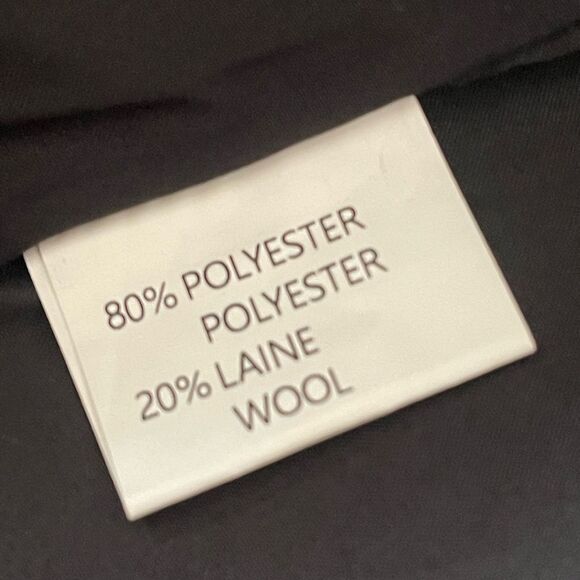 80% POLYESTER
POLYESTER
20% LAINE
WOOL